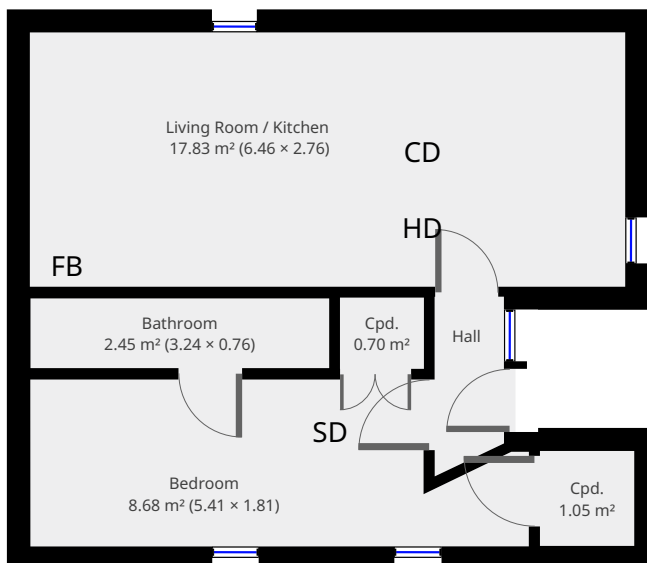 Living Room / Kitchen
17.83 m² (6.46 × 2.76)
CD
HD
FB
Bathroom
2.45 m² (3.24 × 0.76)
Cpd.
0.70 m²
Hall
SD
Bedroom
8.68 m² (5.41 × 1.81)
Cpd.
1.05 m²